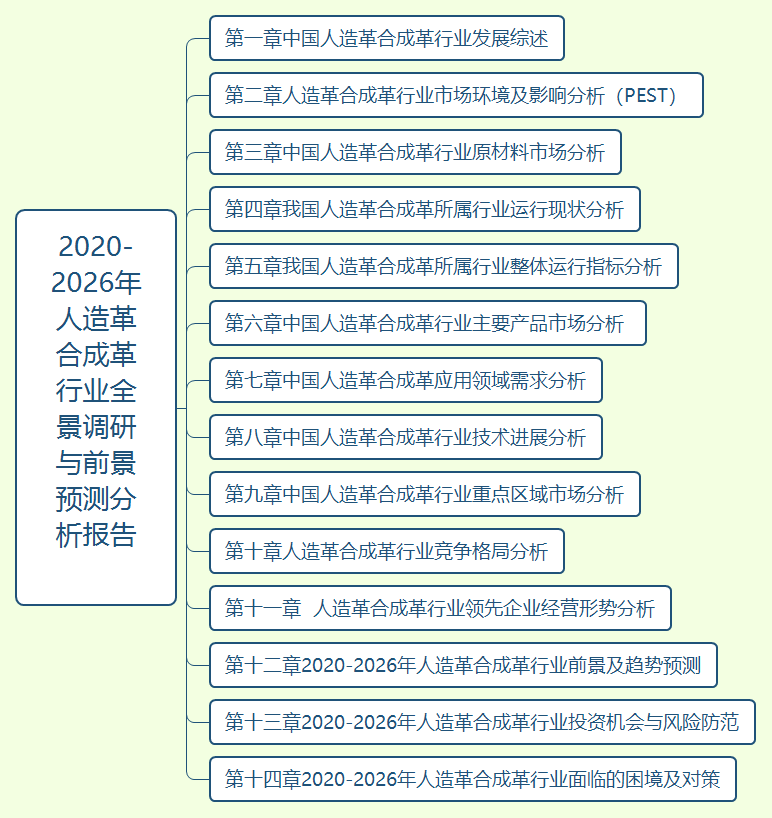 2020-
2026年
人造革
合成革
行业全
景调研
与前景
预测分
析报告
第一章中国人造革合成革行业发展综述
第二章人造革合成革行业市场环境及影响分析（PEST）
第三章中国人造革合成革行业原材料市场分析
第四章我国人造革合成革所属行业运行现状分析
第五章我国人造革合成革所属行业整体运行指标分析
第六章中国人造革合成革行业主要产品市场分析
第七章中国人造革合成革应用领域需求分析
第八章中国人造革合成革行业技术进展分析
第九章中国人造革合成革行业重点区域市场分析
第十章人造革合成革行业竞争格局分析
第十一章 人造革合成革行业领先企业经营形势分析
第十二章2020-2026年人造革合成革行业前景及趋势预测
第十三章2020-2026年人造革合成革行业投资机会与风险防范
第十四章2020-2026年人造革合成革行业面临的困境及对策